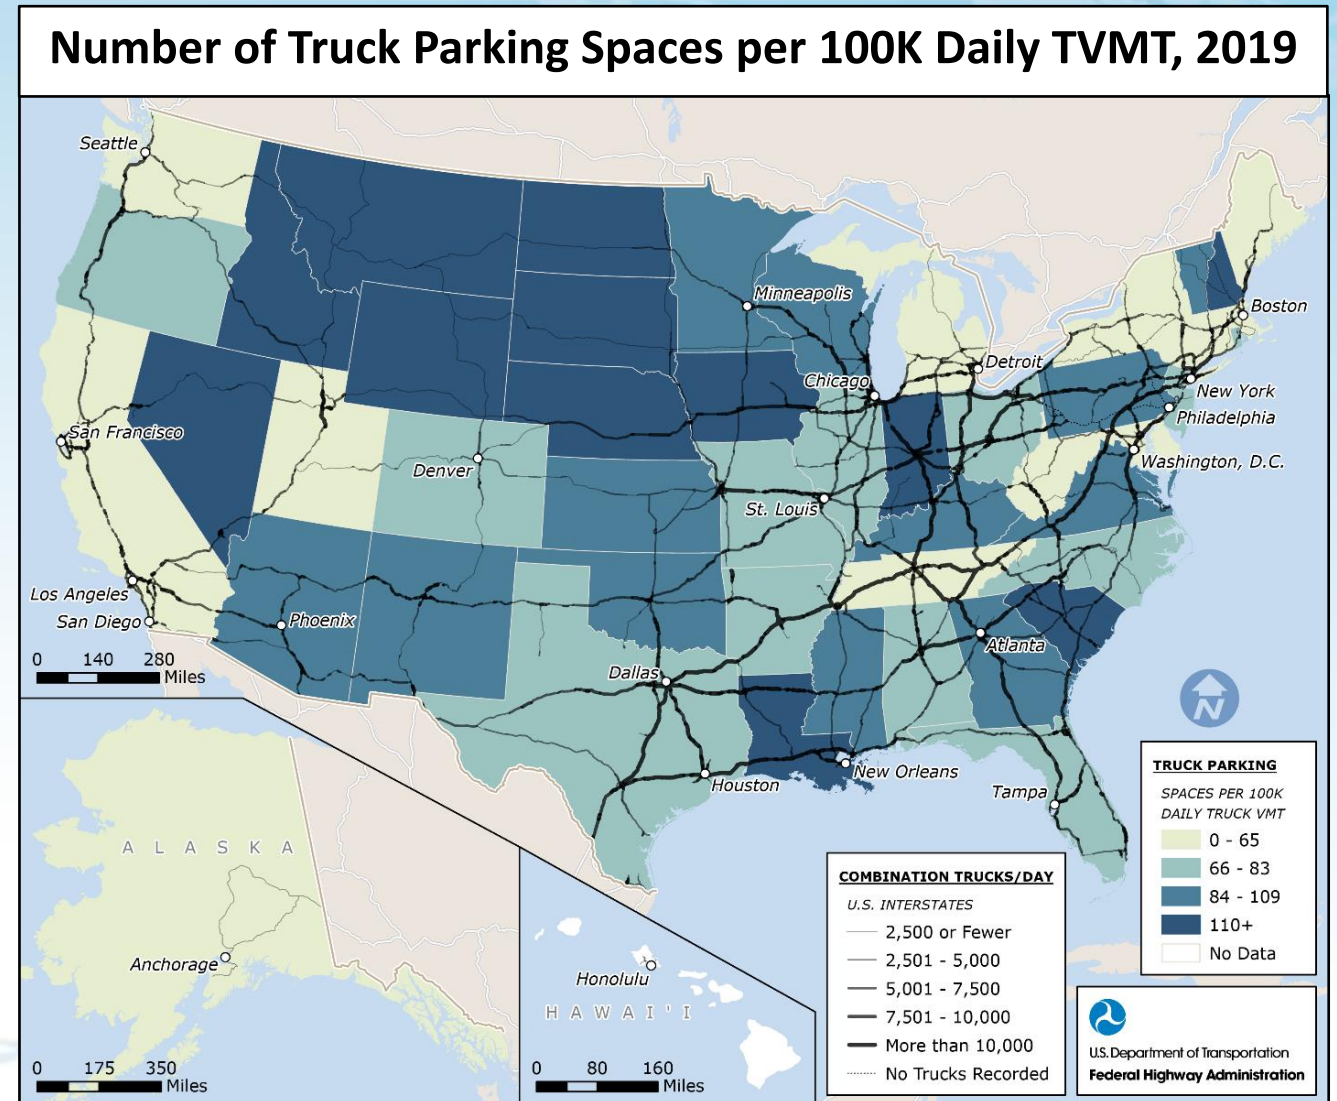 Number of Truck Parking Spaces per 100K Daily TVMT, 2019
Seattle
Minneapolis
Boston
Detroit
Chicago
New York
Philadelphia
San Francisco
Denver
Washington, D.C.
St. Louis
Los Angeles
San Diego
Phoenix
Atlanta
0 140 280
Miles
Dallas
N
New Orleans
Houston
Tampa
TRUCK PARKING
SPACES PER 100K
DAILY TRUCK VMT
0 - 65
66 - 83
84 - 109
110+
No Data
ALASKA
Anchorage
0 175 350
Miles
Honolulu
HAWAI'I
0 80 160
Miles
COMBINATION TRUCKS/DAY
U.S. INTERSTATES
2,500 or Fewer
2,501 - 5,000
5,001 - 7,500
7,501 - 10,000
More than 10,000
No Trucks Recorded
U.S. Department of Transportation
Federal Highway Administration